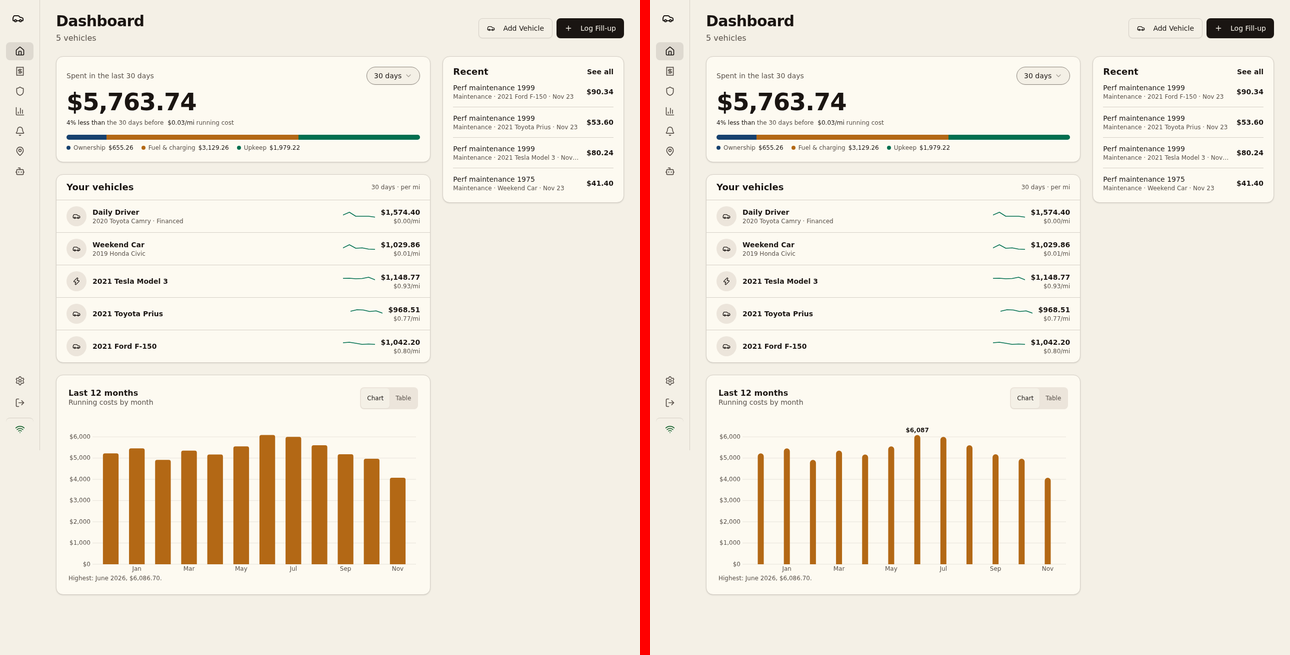 Dashboard
5 vehicles
Add Vehicle
Log Fill-up
Spent in the last 30 days
30 days
$5,763.74
4% less than the 30 days before $0.03/mi running cost
Ownership $655.26 Fuel & charging $3,129.26 Upkeep $1,979.22
Your vehicles
30 days · per mi
Daily Driver
2020 Toyota Camry · Financed
$1,574.40
$0.00/mi
Weekend Car
2019 Honda Civic
$1,029.86
$0.01/mi
2021 Tesla Model 3
$1,148.77
$0.93/mi
2021 Toyota Prius
$968.51
$0.77/mi
2021 Ford F-150
$1,042.20
$0.80/mi
Last 12 months
Running costs by month
Chart Table
$6,000
$5,000
$4,000
$3,000
$2,000
$1,000
$0
Jan Mar May Jul Sep Nov
Highest: June 2026, $6,086.70.
Recent
See all
Perf maintenance 1999
Maintenance · 2021 Ford F-150 · Nov 23
$90.34
Perf maintenance 1999
Maintenance · 2021 Toyota Prius · Nov 23
$53.60
Perf maintenance 1999
Maintenance · 2021 Tesla Model 3 · Nov...
$80.24
Perf maintenance 1975
Maintenance · Weekend Car · Nov 23
$41.40
Dashboard
5 vehicles
Add Vehicle
Log Fill-up
Spent in the last 30 days
30 days
$5,763.74
4% less than the 30 days before $0.03/mi running cost
Ownership $655.26 Fuel & charging $3,129.26 Upkeep $1,979.22
Your vehicles
30 days · per mi
Daily Driver
2020 Toyota Camry · Financed
$1,574.40
$0.00/mi
Weekend Car
2019 Honda Civic
$1,029.86
$0.01/mi
2021 Tesla Model 3
$1,148.77
$0.93/mi
2021 Toyota Prius
$968.51
$0.77/mi
2021 Ford F-150
$1,042.20
$0.80/mi
Last 12 months
Running costs by month
Chart Table
$6,087
$6,000
$5,000
$4,000
$3,000
$2,000
$1,000
$0
Jan Mar May Jul Sep Nov
Highest: June 2026, $6,086.70.
Recent
See all
Perf maintenance 1999
Maintenance · 2021 Ford F-150 · Nov 23
$90.34
Perf maintenance 1999
Maintenance · 2021 Toyota Prius · Nov 23
$53.60
Perf maintenance 1999
Maintenance · 2021 Tesla Model 3 · Nov...
$80.24
Perf maintenance 1975
Maintenance · Weekend Car · Nov 23
$41.40